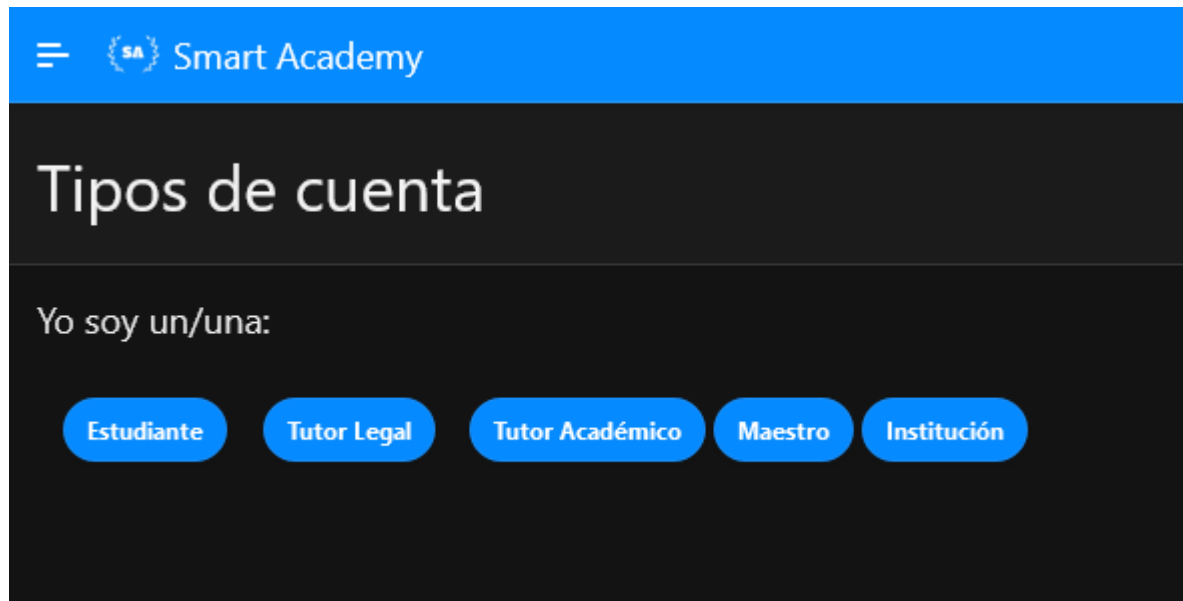 SA Smart Academy
Tipos de cuenta
Yo soy un/una:
Estudiante Tutor Legal Tutor Académico Maestro Institución